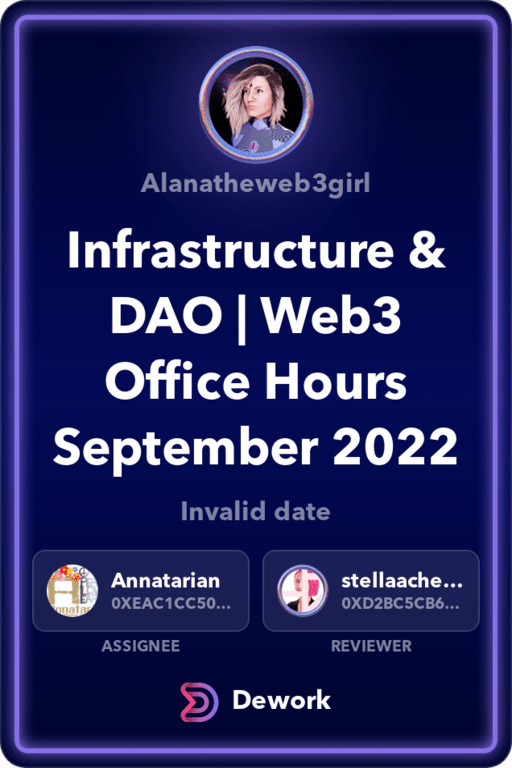 Alanatheweb3girl
Infrastructure &
DAO | Web3
Office Hours
September 2022
Invalid date
Annatarian
0XEAC1CC50...
stellaache...
0XD2BC5CB6...
ASSIGNEE
REVIEWER
Dework